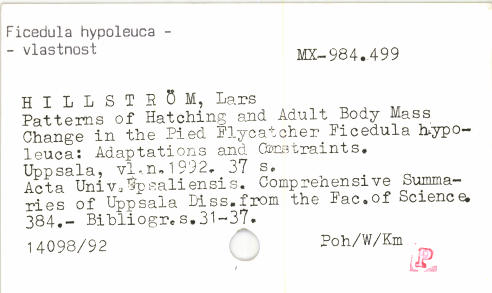 Ficedula hypoleuca -
- vlastnost
MX-984.499
H I L L S T R Ö M, Lars
Patterns of Hatching and Adult Body Mass
Change in the Pied Flycatcher Ficedula hypo-
leuca: Adaptations and Constraints.
Uppsala, vl.n.1992. 37 s.
Acta Univ.Upsaliensis. Comprehensive Summa-
ries of Uppsala Diss.from the Fac.of Science.
384.- Bibliogr.s.31-37.
14098/92
Poh/W/Km
P